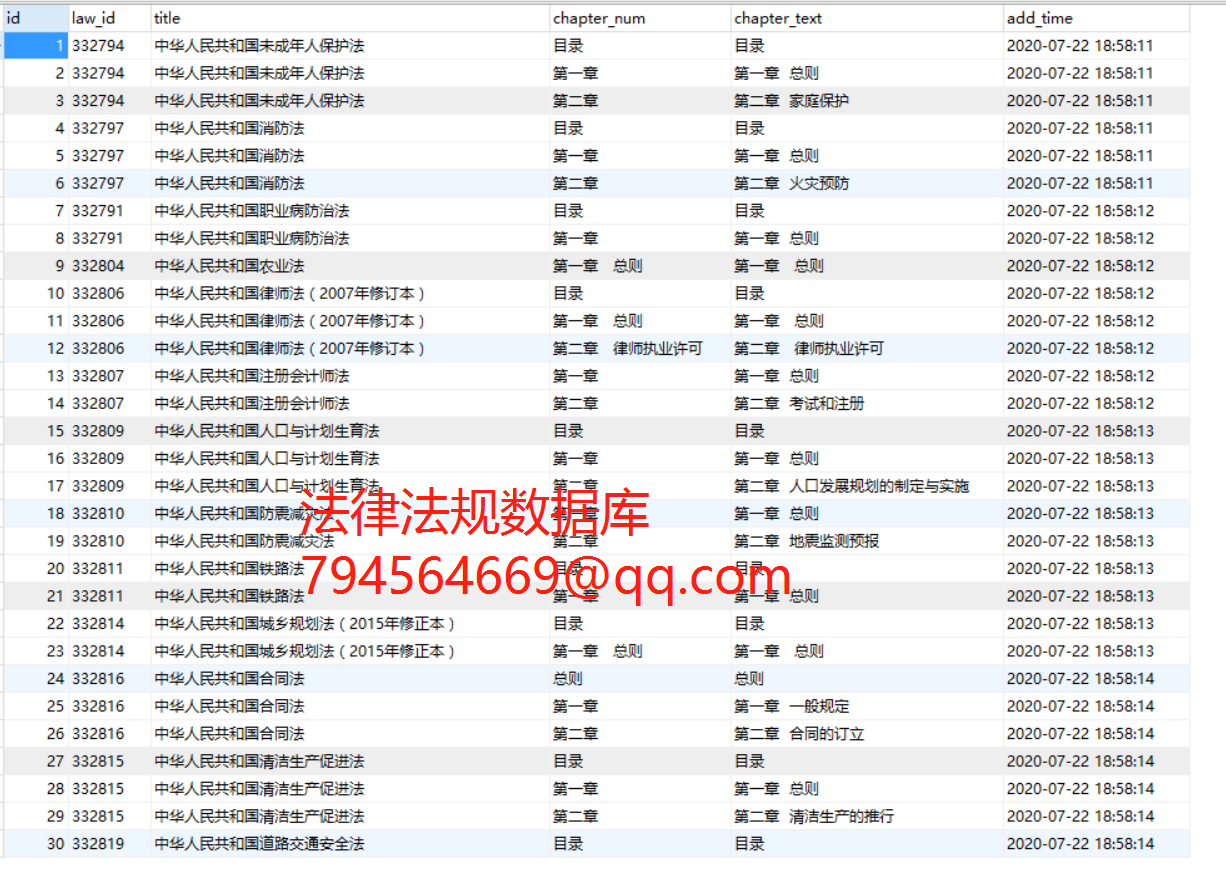 id law_id title chapter_num chapter_text add_time
1 332794 中华人民共和国未成年人保护法 目录 目录 2020-07-22 18:58:11
2 332794 中华人民共和国未成年人保护法 第一章 第一章 总则 2020-07-22 18:58:11
3 332794 中华人民共和国未成年人保护法 第二章 第二章 家庭保护 2020-07-22 18:58:11
4 332797 中华人民共和国消防法 目录 目录 2020-07-22 18:58:11
5 332797 中华人民共和国消防法 第一章 第一章 总则 2020-07-22 18:58:11
6 332797 中华人民共和国消防法 第二章 第二章 火灾预防 2020-07-22 18:58:11
7 332791 中华人民共和国职业病防治法 目录 目录 2020-07-22 18:58:12
8 332791 中华人民共和国职业病防治法 第一章 第一章 总则 2020-07-22 18:58:12
9 332804 中华人民共和国农业法 第一章 总则 第一章 总则 2020-07-22 18:58:12
10 332806 中华人民共和国律师法（2007年修订本） 目录 目录 2020-07-22 18:58:12
11 332806 中华人民共和国律师法（2007年修订本） 第一章 总则 第一章 总则 2020-07-22 18:58:12
12 332806 中华人民共和国律师法（2007年修订本） 第二章 律师执业许可 第二章 律师执业许可 2020-07-22 18:58:12
13 332807 中华人民共和国注册会计师法 第一章 第一章 总则 2020-07-22 18:58:12
14 332807 中华人民共和国注册会计师法 第二章 第二章 考试和注册 2020-07-22 18:58:12
15 332809 中华人民共和国人口与计划生育法 目录 目录 2020-07-22 18:58:13
16 332809 中华人民共和国人口与计划生育法 第一章 第一章 总则 2020-07-22 18:58:13
17 332809 中华人民共和国人口与计划生育法 第二章 第二章 人口发展规划的制定与实施 2020-07-22 18:58:13
18 332810 中华人民共和国防震减灾法 第一章 第一章 总则 2020-07-22 18:58:13
法律法规数据库
19 332810 中华人民共和国防震减灾法 第二章 第二章 地震监测预报 2020-07-22 18:58:13
20 332811 中华人民共和国铁路法 目录 目录 2020-07-22 18:58:13
794564669@qq.com
21 332811 中华人民共和国铁路法 第一章 第一章 总则 2020-07-22 18:58:13
22 332814 中华人民共和国城乡规划法（2015年修正本） 目录 目录 2020-07-22 18:58:13
23 332814 中华人民共和国城乡规划法（2015年修正本） 第一章 总则 第一章 总则 2020-07-22 18:58:13
24 332816 中华人民共和国合同法 总则 总则 2020-07-22 18:58:14
25 332816 中华人民共和国合同法 第一章 第一章 一般规定 2020-07-22 18:58:14
26 332816 中华人民共和国合同法 第二章 第二章 合同的订立 2020-07-22 18:58:14
27 332815 中华人民共和国清洁生产促进法 目录 目录 2020-07-22 18:58:14
28 332815 中华人民共和国清洁生产促进法 第一章 第一章 总则 2020-07-22 18:58:14
29 332815 中华人民共和国清洁生产促进法 第二章 第二章 清洁生产的推行 2020-07-22 18:58:14
30 332819 中华人民共和国道路交通安全法 目录 目录 2020-07-22 18:58:14